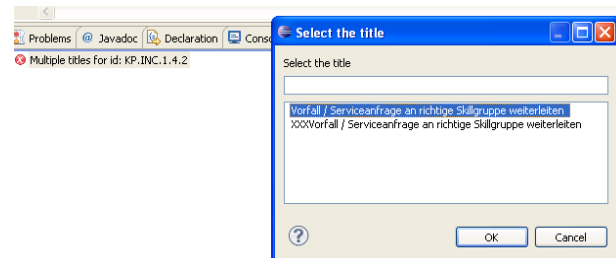 Problems @ Javadoc Declaration
Multiple titles for id: KP.INC.1.4.2
Select the title
Select the title
Vorfall / Serviceanfrage an richtige Skillgruppe weiterleiten
XXXVorfall / Serviceanfrage an richtige Skillgruppe weiterleiten
?
OK Cancel